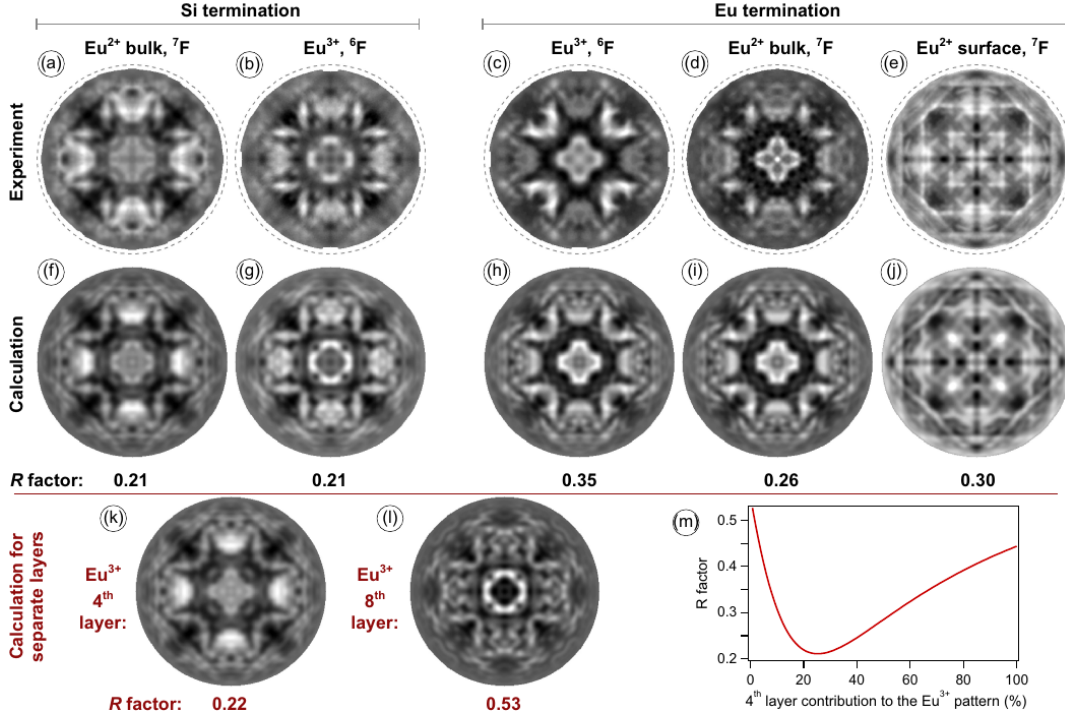 Si termination
Eu termination
Eu²⁺ bulk, ⁷F
Eu³⁺, ⁶F
Eu³⁺, ⁶F
Eu²⁺ bulk, ⁷F
Eu²⁺ surface, ⁷F
(a)
(b)
(c)
(d)
(e)
Experiment
(f)
(g)
(h)
(i)
(j)
Calculation
R factor:
0.21
0.21
0.35
0.26
0.30
Calculation for
separate layers
(k)
Eu³⁺
4ᵗʰ
layer:
(l)
Eu³⁺
8ᵗʰ
layer:
R factor:
0.22
0.53
(m)
R factor
0.5
0.4
0.3
0.2
0
20
40
60
80
100
4ᵗʰ layer contribution to the Eu³⁺ pattern (%)